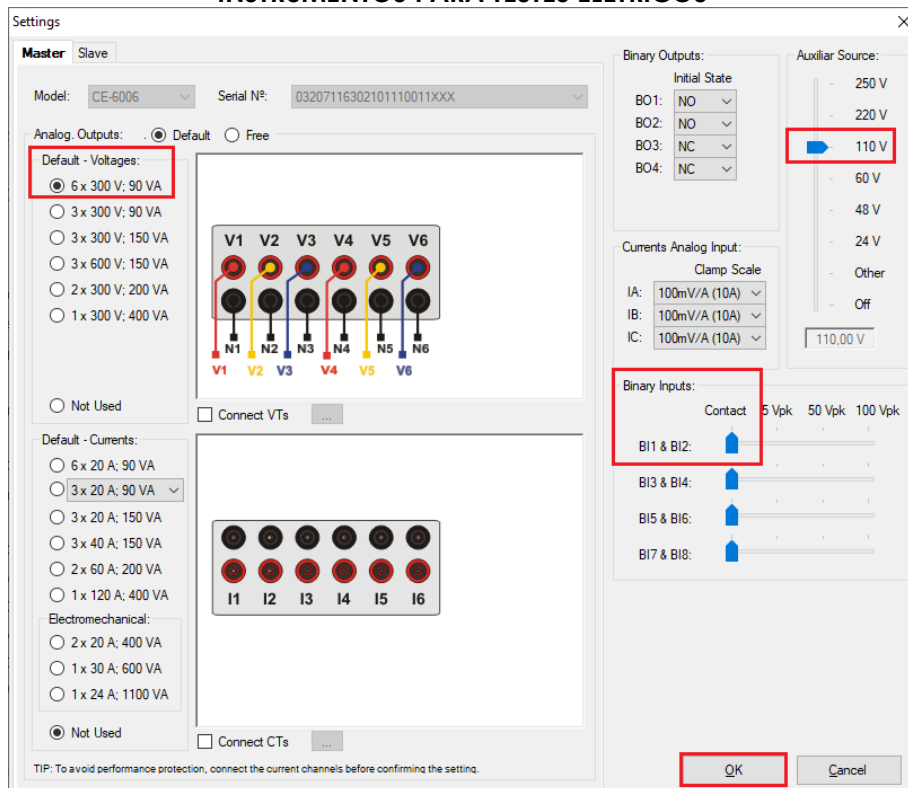 INSTRUMENTOS PARA TESTES ELÉTRICOS
Settings
Master Slave
Model: CE-6006 Serial Nº: 03207116302101110011XXX
Analog. Outputs: . Default Free
Default - Voltages:
6 x 300 V; 90 VA
3 x 300 V; 90 VA
3 x 300 V; 150 VA
3 x 600 V; 150 VA
2 x 300 V; 200 VA
1 x 300 V; 400 VA
Not Used
V1 V2 V3 V4 V5 V6
N1 N2 N3 N4 N5 N6
V1 V2 V3 V4 V5 V6
Connect VTs ...
Default - Currents:
6 x 20 A; 90 VA
3 x 20 A; 90 VA
3 x 20 A; 150 VA
3 x 40 A; 150 VA
2 x 60 A; 200 VA
1 x 120 A; 400 VA
Electromechanical:
2 x 20 A; 400 VA
1 x 30 A; 600 VA
1 x 24 A; 1100 VA
Not Used
I1 I2 I3 I4 I5 I6
Connect CTs ...
TIP: To avoid performance protection, connect the current channels before confirming the setting.
Binary Outputs:
Initial State
BO1: NO
BO2: NO
BO3: NC
BO4: NC
Auxiliar Source:
250 V
220 V
110 V
60 V
48 V
24 V
Other
Off
110,00 V
Currents Analog Input:
Clamp Scale
IA: 100mV/A (10A)
IB: 100mV/A (10A)
IC: 100mV/A (10A)
Binary Inputs:
Contact 5 Vpk 50 Vpk 100 Vpk
BI1 & BI2:
BI3 & BI4:
BI5 & BI6:
BI7 & BI8:
OK Cancel